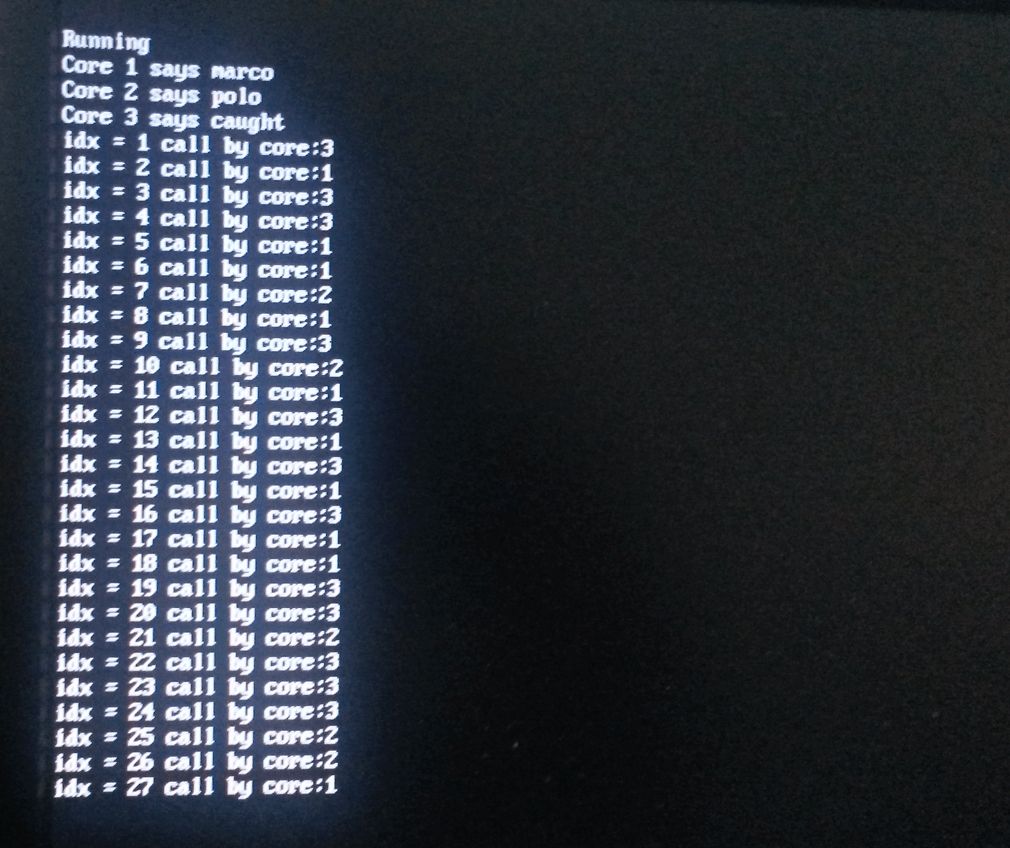 Running
Core 1 says marco
Core 2 says polo
Core 3 says caught
idx = 1 call by core:3
idx = 2 call by core:1
idx = 3 call by core:3
idx = 4 call by core:3
idx = 5 call by core:1
idx = 6 call by core:1
idx = 7 call by core:2
idx = 8 call by core:1
idx = 9 call by core:3
idx = 10 call by core:2
idx = 11 call by core:1
idx = 12 call by core:3
idx = 13 call by core:1
idx = 14 call by core:3
idx = 15 call by core:1
idx = 16 call by core:3
idx = 17 call by core:1
idx = 18 call by core:1
idx = 19 call by core:3
idx = 20 call by core:3
idx = 21 call by core:2
idx = 22 call by core:3
idx = 23 call by core:3
idx = 24 call by core:3
idx = 25 call by core:2
idx = 26 call by core:2
idx = 27 call by core:1